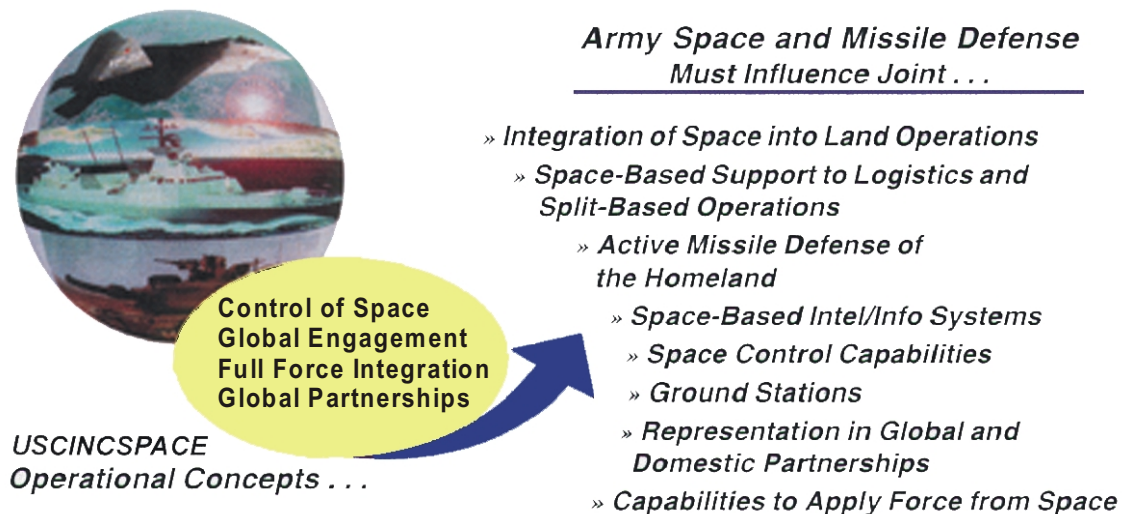 Army Space and Missile Defense
Must Influence Joint . . .
» Integration of Space into Land Operations
» Space-Based Support to Logistics and
Split-Based Operations
» Active Missile Defense of
the Homeland
» Space-Based Intel/Info Systems
» Space Control Capabilities
» Ground Stations
» Representation in Global and
Domestic Partnerships
» Capabilities to Apply Force from Space
Control of Space
Global Engagement
Full Force Integration
Global Partnerships
USCINCSPACE
Operational Concepts . . .